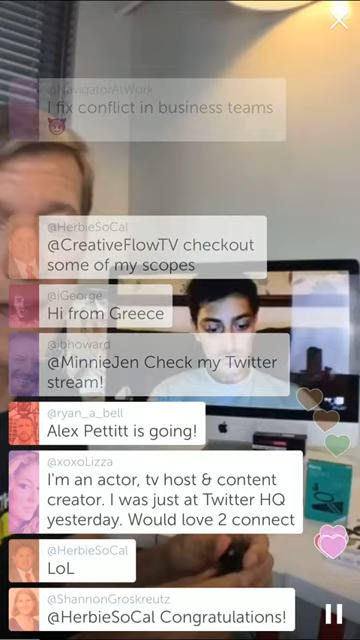 @NavigatorAtWork
I fix conflict in business teams
@HerbieSoCal
@CreativeFlowTV checkout
some of my scopes
@iGeorge
Hi from Greece
@jbhoward
@MinnieJen Check my Twitter
stream!
@ryan_a_bell
Alex Pettitt is going!
@xoxoLizza
I'm an actor, tv host & content
creator. I was just at Twitter HQ
yesterday. Would love 2 connect
@HerbieSoCal
LoL
@ShannonGroskreutz
@HerbieSoCal Congratulations!